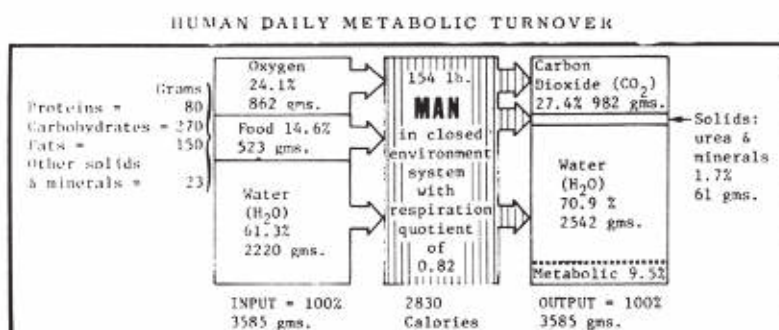 HUMAN DAILY METABOLIC TURNOVER
Grams
Proteins = 80
Carbohydrates = 270
Fats = 150
Other solids
& minerals = 23
Oxygen
24.1%
862 gms.
Food 14.6%
523 gms.
Water
(H₂O)
61.3%
2220 gms.
INPUT = 100%
3585 gms.
154 lb.
MAN
in closed
environment
system
with
respiration
quotient
of
0.82
2830
Calories
Carbon
Dioxide (CO₂)
27.4% 982 gms.
Water
(H₂O)
70.9 %
2542 gms.
Metabolic 9.5%
OUTPUT = 100%
3585 gms.
Solids:
urea &
minerals
1.7%
61 gms.